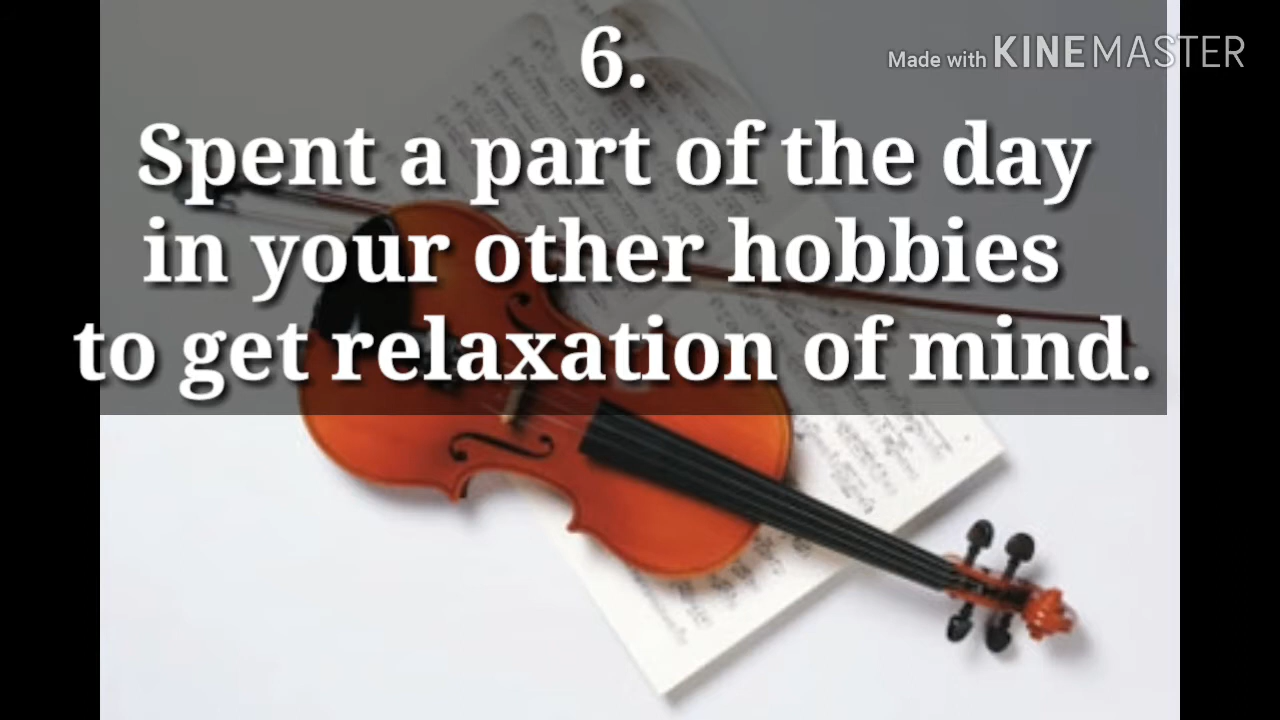 6.
Made with KINEMASTER
Spent a part of the day
in your other hobbies
to get relaxation of mind.